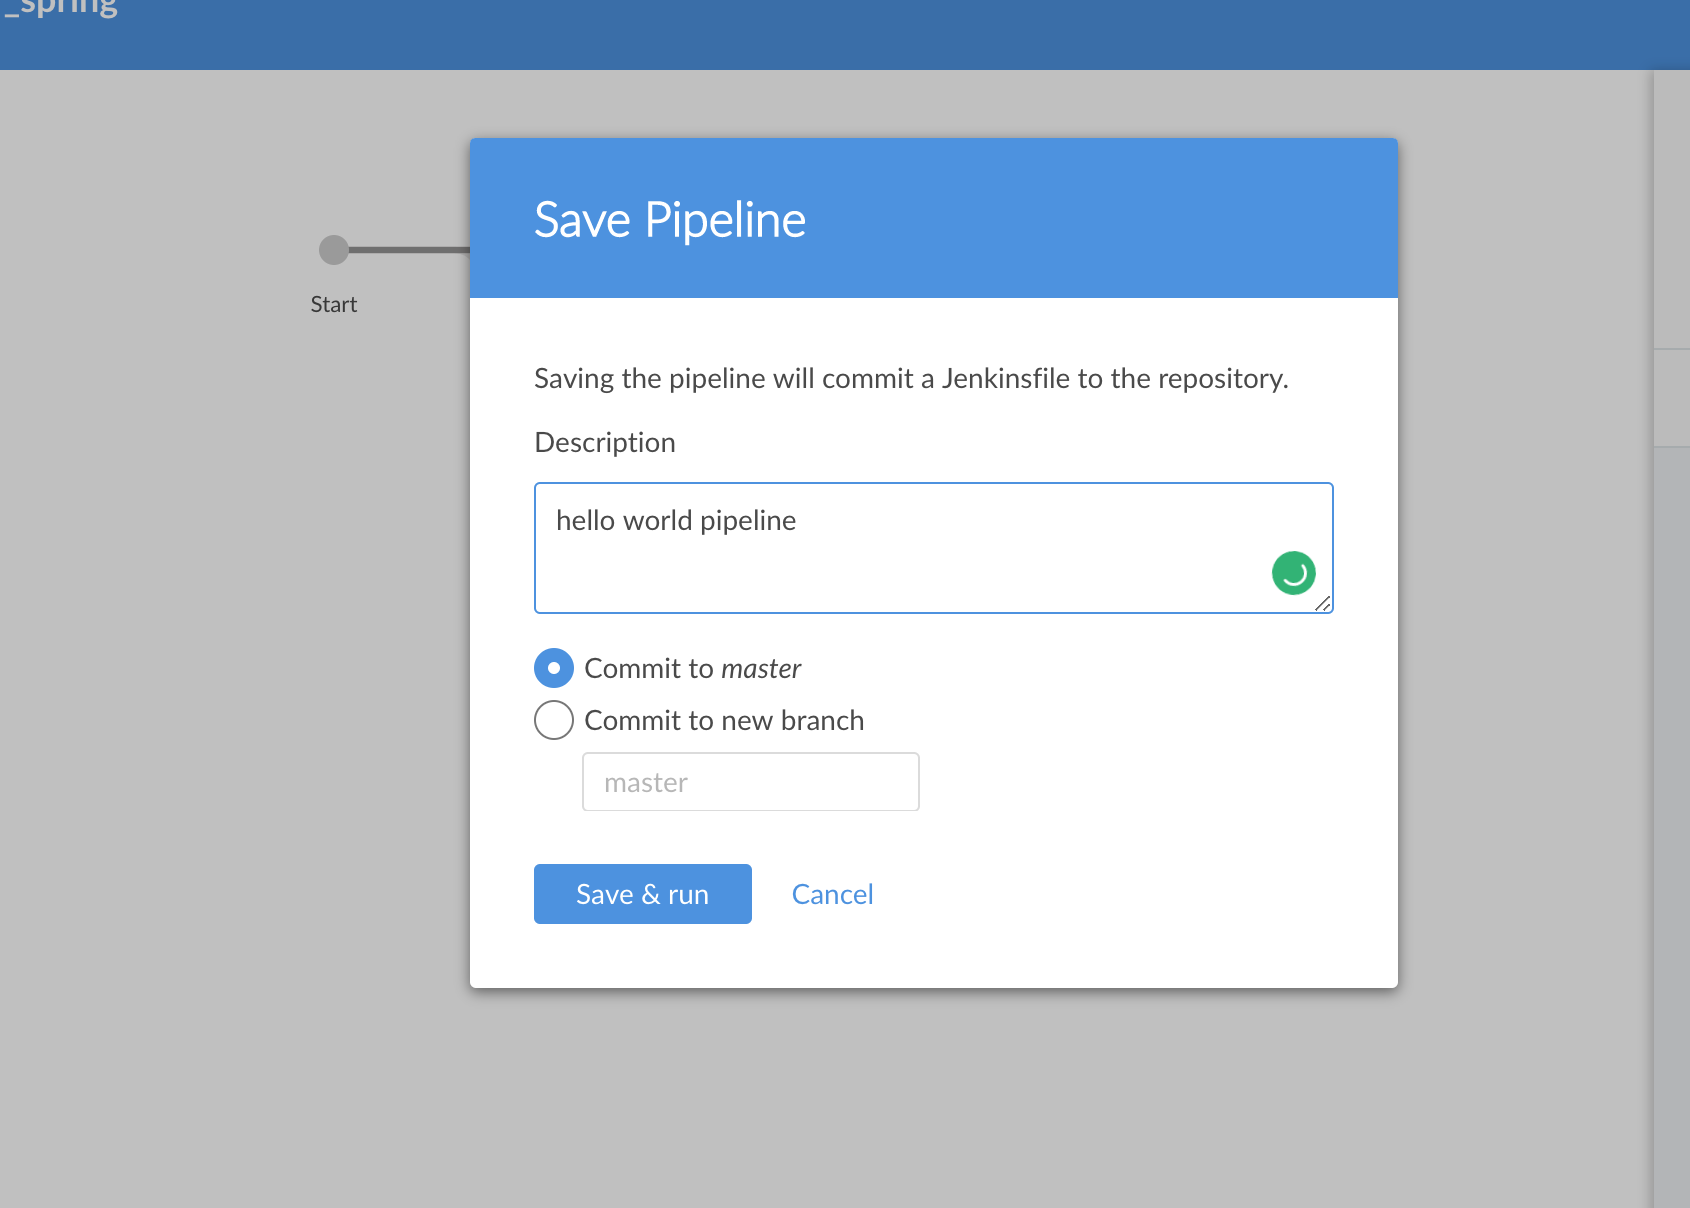 _spring
Save Pipeline
Start
Saving the pipeline will commit a Jenkinsfile to the repository.
Description
hello world pipeline
Commit to master
Commit to new branch
master
Save & run
Cancel